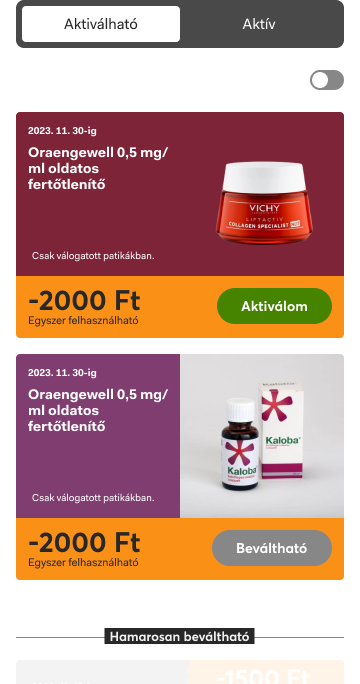 Aktiválható
Aktív
2023. 11. 30-ig
Oraengewell 0,5 mg/
ml oldatos
fertőtlenítő
VICHY
LIFTACTIV
COLLAGEN SPECIALIST
Csak válogatott patikákban.
-2000 Ft
Egyszer felhasználható
Aktiválom
2023. 11. 30-ig
Oraengewell 0,5 mg/
ml oldatos
fertőtlenítő
Kaloba
Kaloba
Csak válogatott patikákban.
-2000 Ft
Egyszer felhasználható
Beváltható
Hamarosan beváltható
-1500 Ft